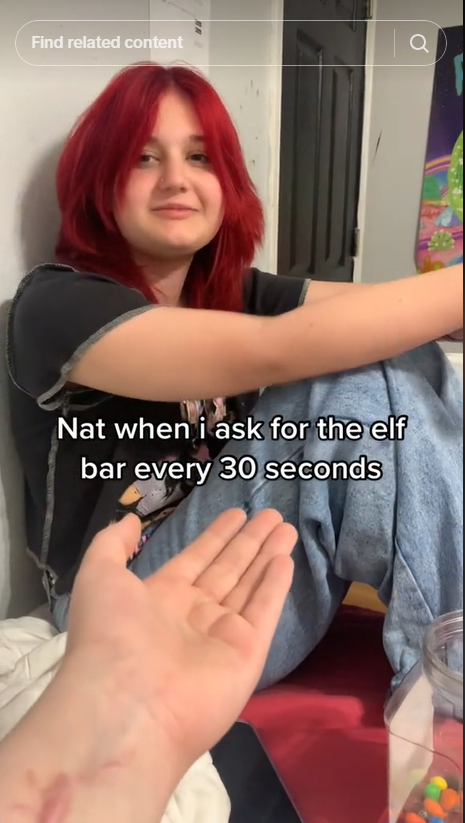 Find related content
Nat when i ask for the elf
bar every 30 seconds